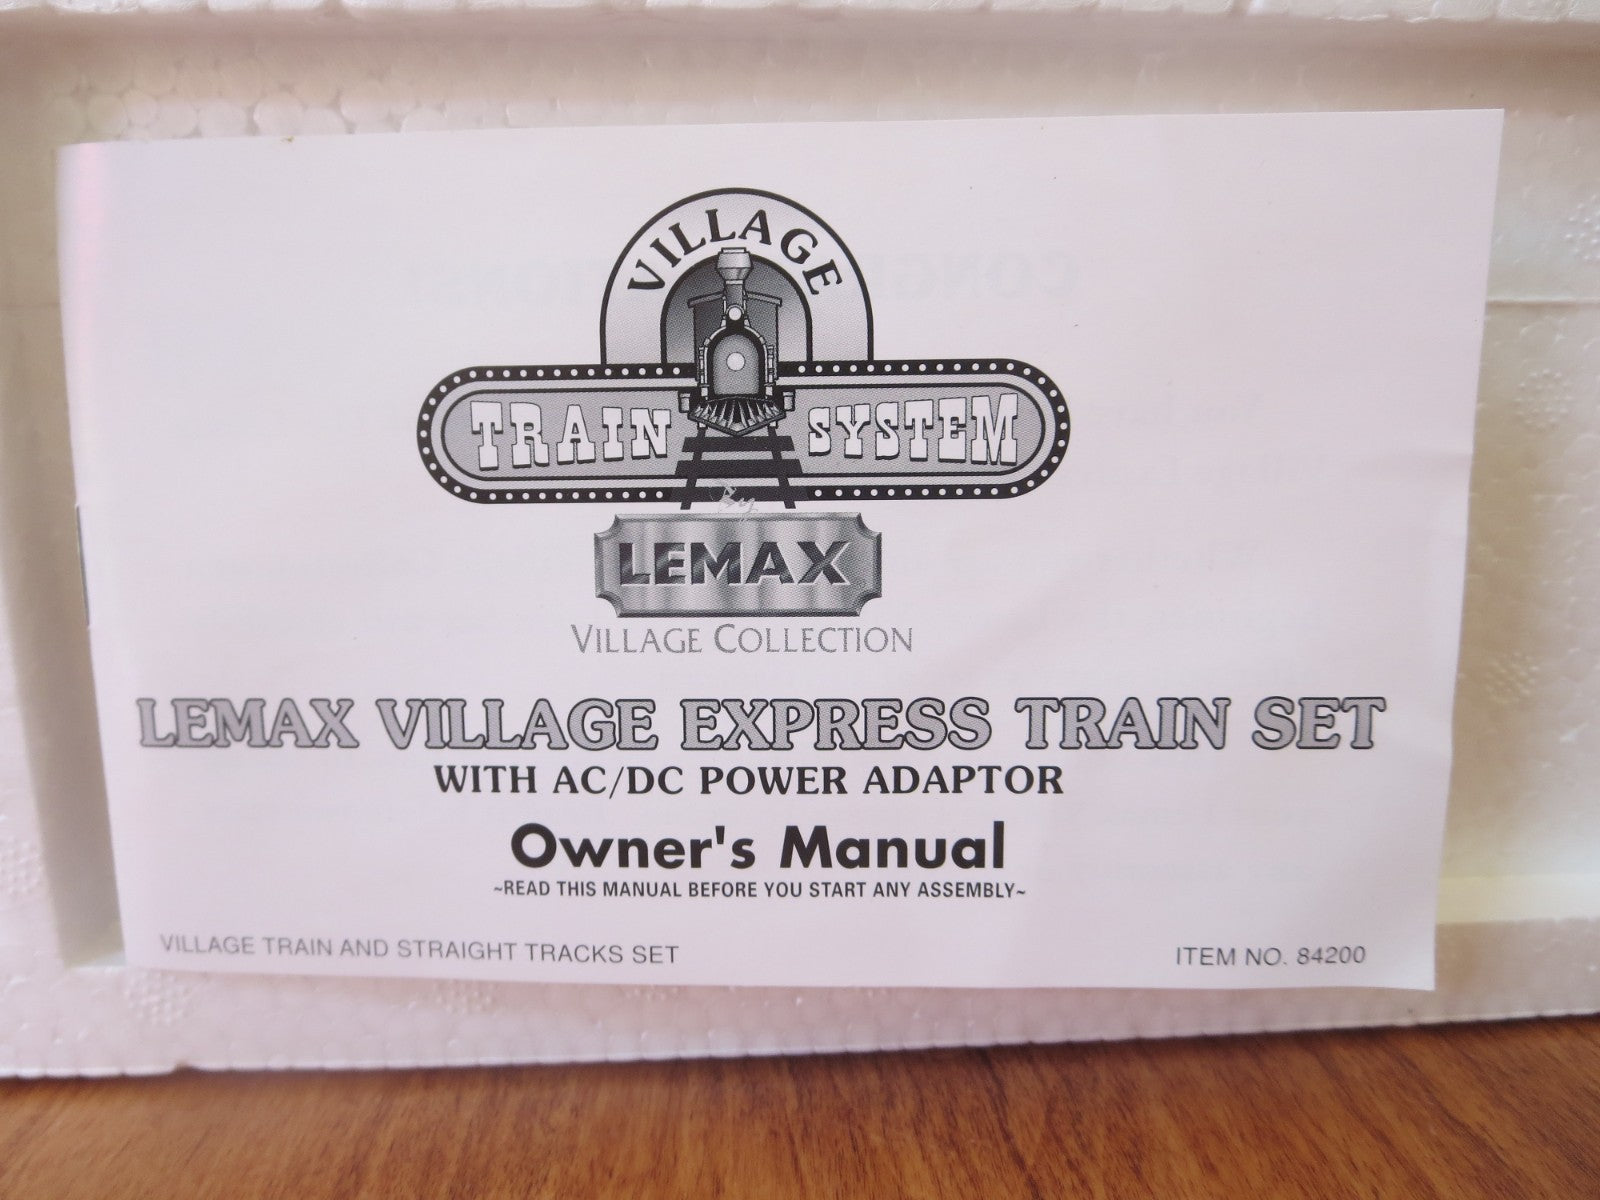 VILLAGE
TRAIN SYSTEM
by
LEMAX
VILLAGE COLLECTION
LEMAX VILLAGE EXPRESS TRAIN SET
WITH AC/DC POWER ADAPTOR
Owner's Manual
~READ THIS MANUAL BEFORE YOU START ANY ASSEMBLY~
VILLAGE TRAIN AND STRAIGHT TRACKS SET
ITEM NO. 84200